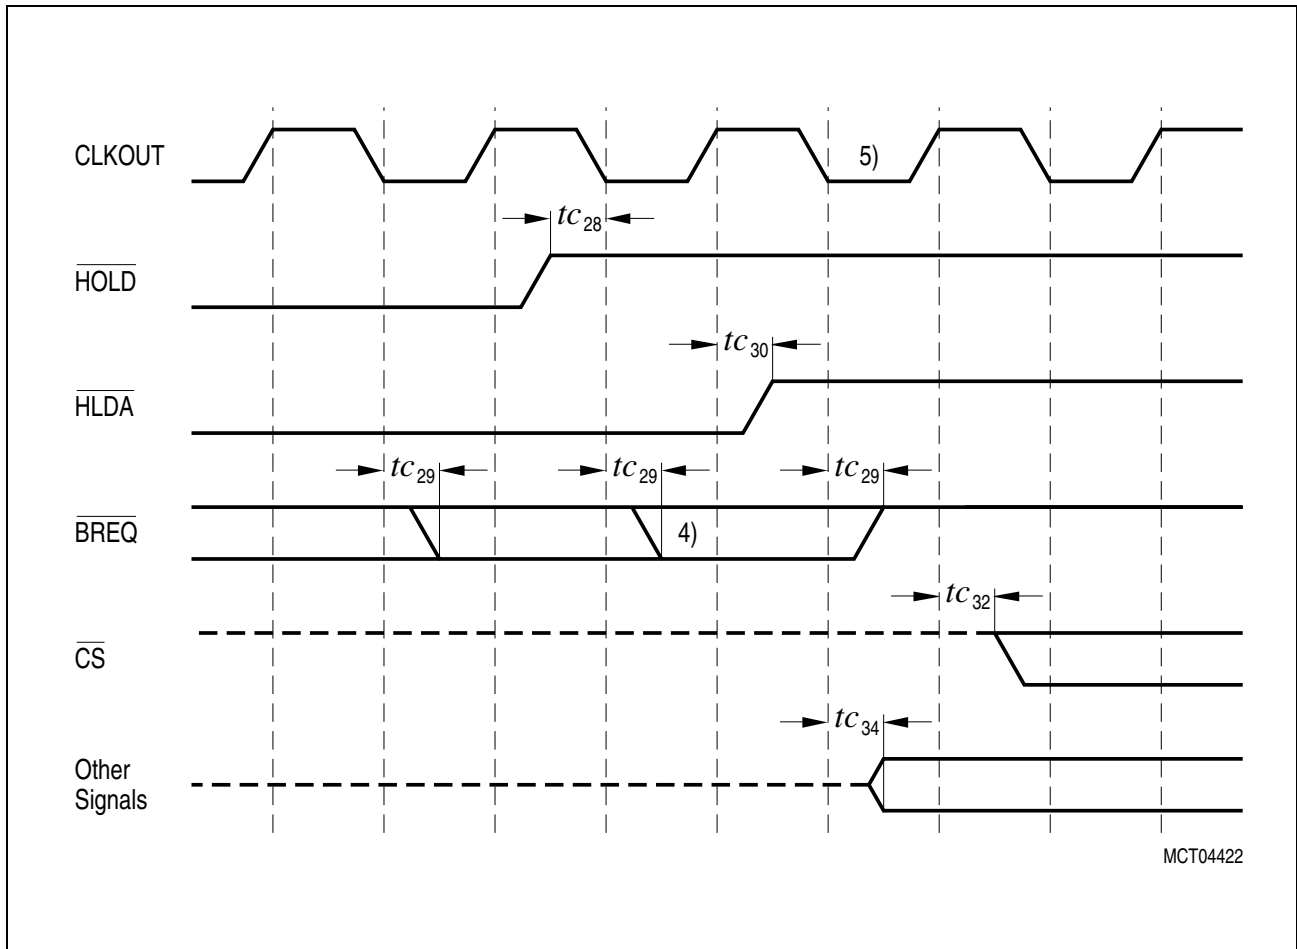 CLKOUT
5)
tc28
HOLD
tc30
HLDA
tc29
tc29
tc29
BREQ
4)
tc32
CS
tc34
Other
Signals
MCT04422